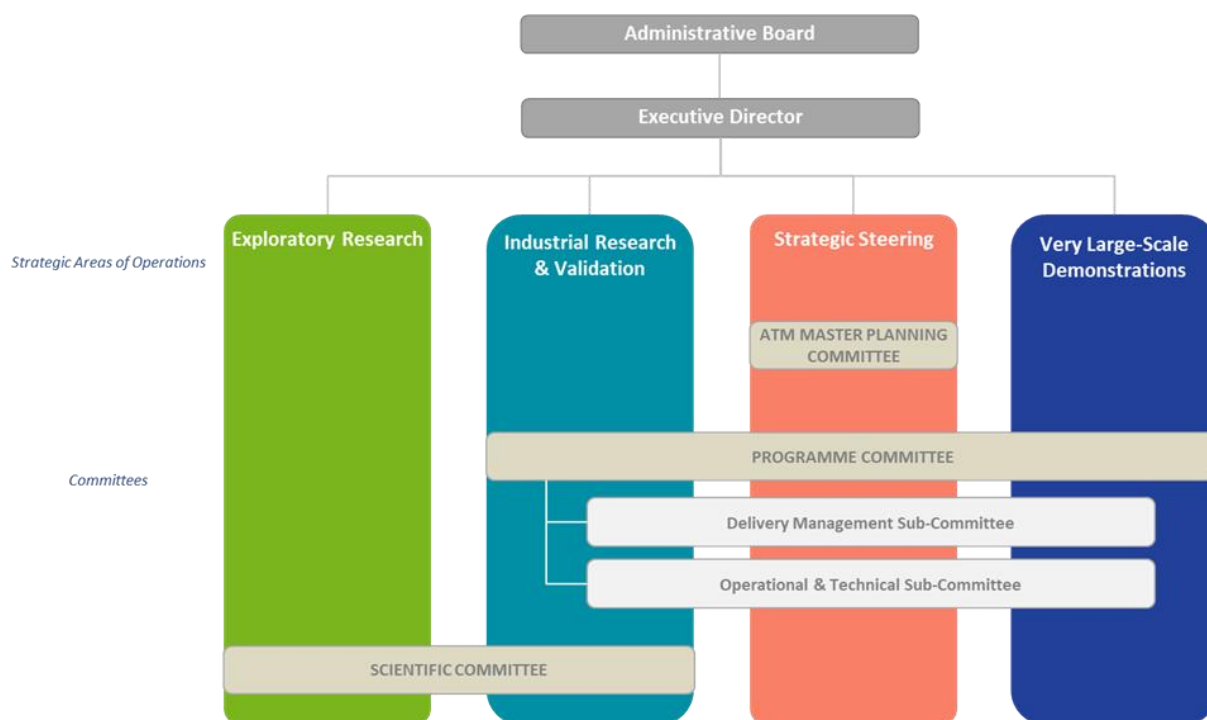 Administrative Board
Executive Director
Exploratory Research
Industrial Research
& Validation
Strategic Steering
Very Large-Scale
Demonstrations
Strategic Areas of Operations
ATM MASTER PLANNING
COMMITTEE
PROGRAMME COMMITTEE
Committees
Delivery Management Sub-Committee
Operational & Technical Sub-Committee
SCIENTIFIC COMMITTEE